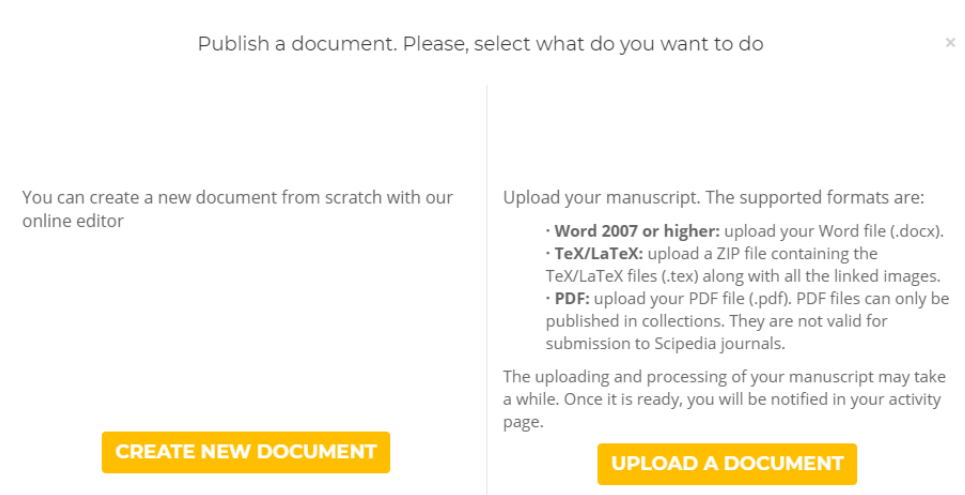 Publish a document. Please, select what do you want to do
×
You can create a new document from scratch with our
online editor
CREATE NEW DOCUMENT
Upload your manuscript. The supported formats are:
· Word 2007 or higher: upload your Word file (.docx).
· TeX/LaTeX: upload a ZIP file containing the
TeX/LaTeX files (.tex) along with all the linked images.
· PDF: upload your PDF file (.pdf). PDF files can only be
published in collections. They are not valid for
submission to Scipedia journals.
The uploading and processing of your manuscript may take
a while. Once it is ready, you will be notified in your activity
page.
UPLOAD A DOCUMENT